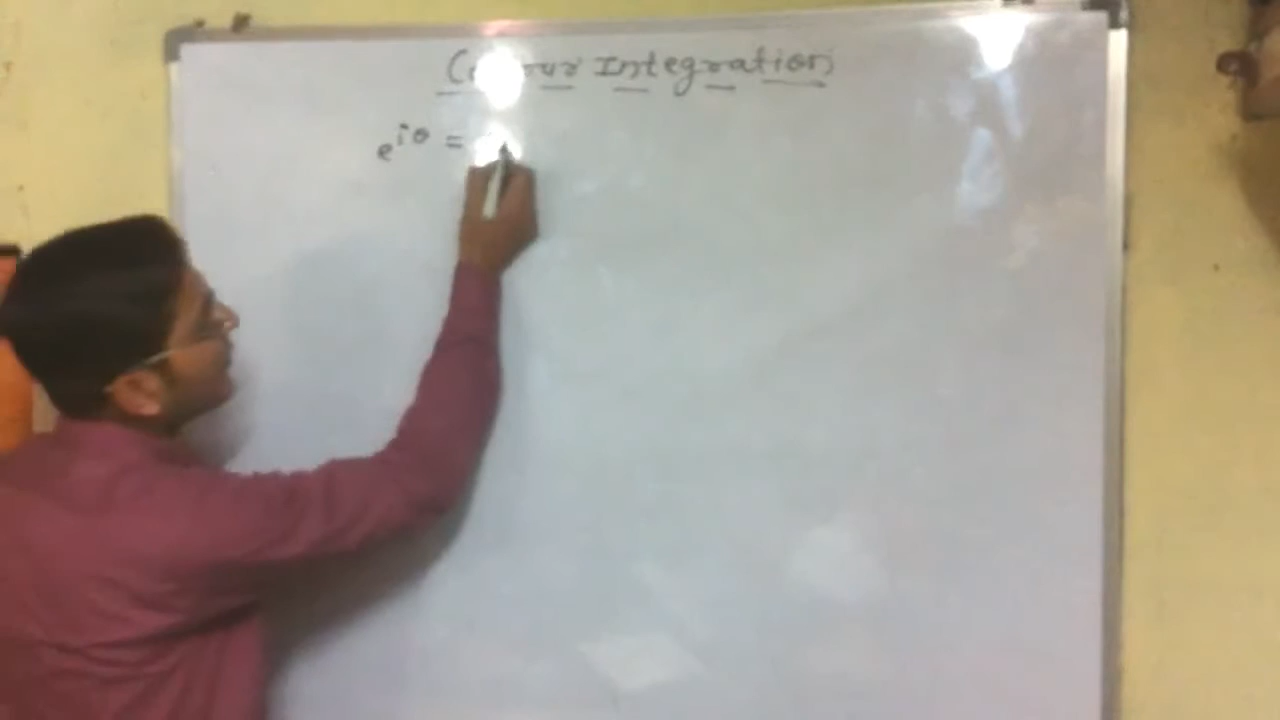 Integration
e^{iθ} =